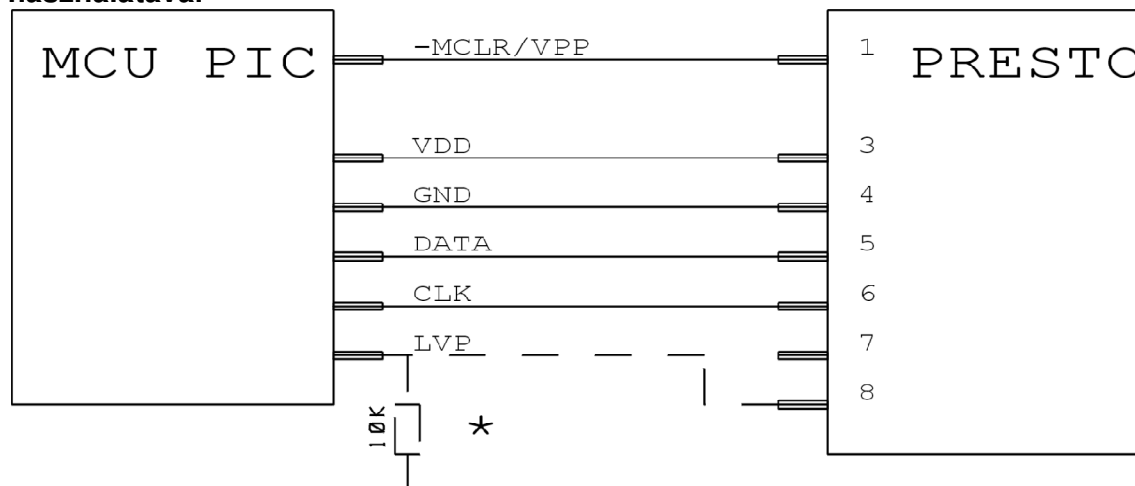 használatával
MCU PIC
-MCLR/VPP
1
PRESTO
VDD
3
GND
4
DATA
5
CLK
6
LVP
7
8
10K
*